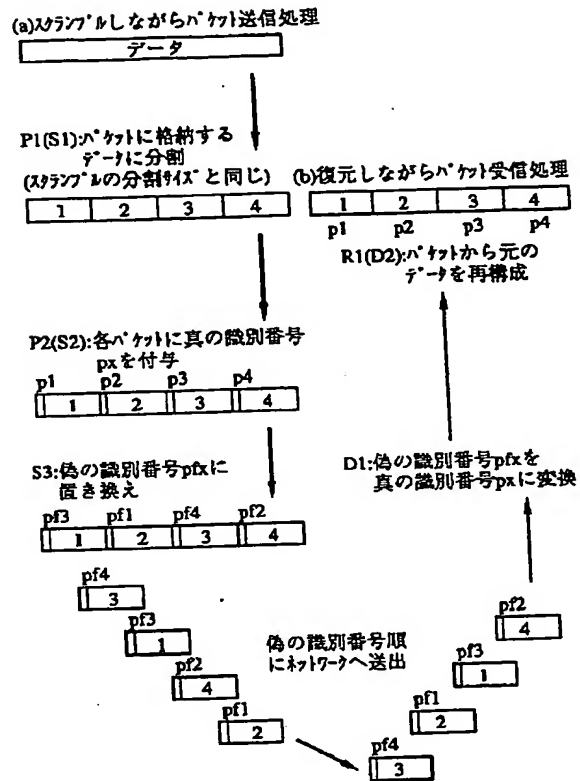 (a)スクランブルしながらパケット送信処理
データ
P1(S1):パケットに格納する
データに分割
(スクランブルの分割サイズと同じ)
1 2 3 4
(b)復元しながらパケット受信処理
1 2 3 4
p1 p2 p3 p4
R1(D2):パケットから元の
データを再構成
P2(S2):各パケットに真の識別番号
pxを付与
p1 p2 p3 p4
1 2 3 4
S3:偽の識別番号pfxに
置き換え
pf3 pf1 pf4 pf2
1 2 3 4
D1:偽の識別番号pfxを
真の識別番号pxに変換
pf4
3
pf3
1
pf2
4
pf1
2
偽の識別番号順
にネットワークへ送出
pf2
4
pf3
1
pf1
2
pf4
3